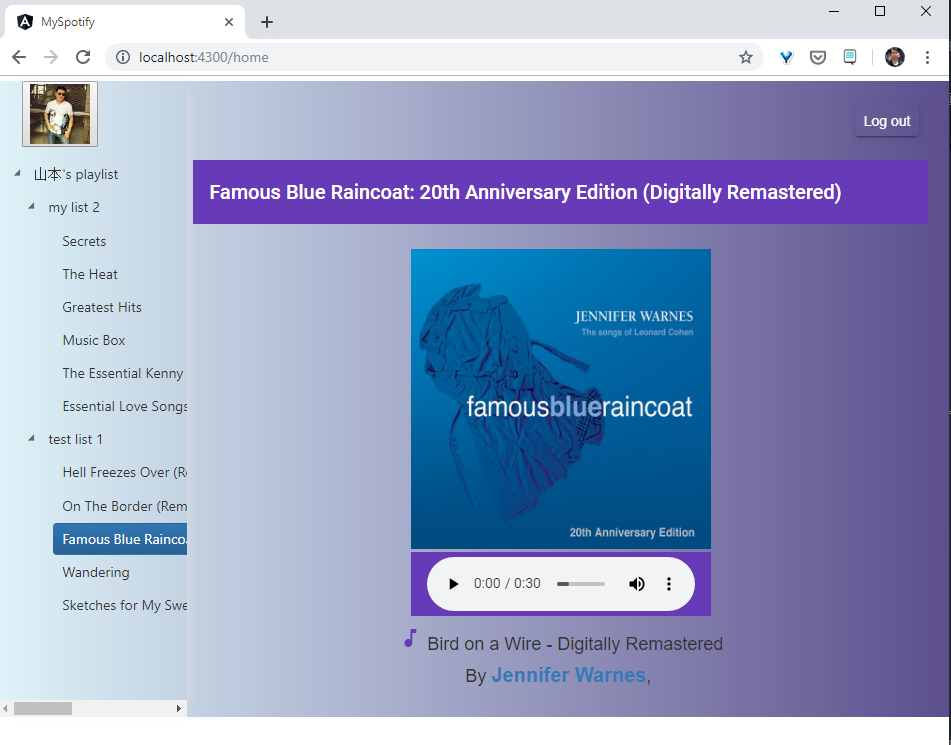 MySpotify
localhost:4300/home
Log out
山本's playlist
my list 2
Secrets
The Heat
Greatest Hits
Music Box
The Essential Kenny
Essential Love Songs
test list 1
Hell Freezes Over (Re
On The Border (Rem
Famous Blue Rainco
Wandering
Sketches for My Swe
Famous Blue Raincoat: 20th Anniversary Edition (Digitally Remastered)
JENNIFER WARNES
The songs of Leonard Cohen
famousblueraincoat
20th Anniversary Edition
0:00 / 0:30
Bird on a Wire - Digitally Remastered
By Jennifer Warnes,